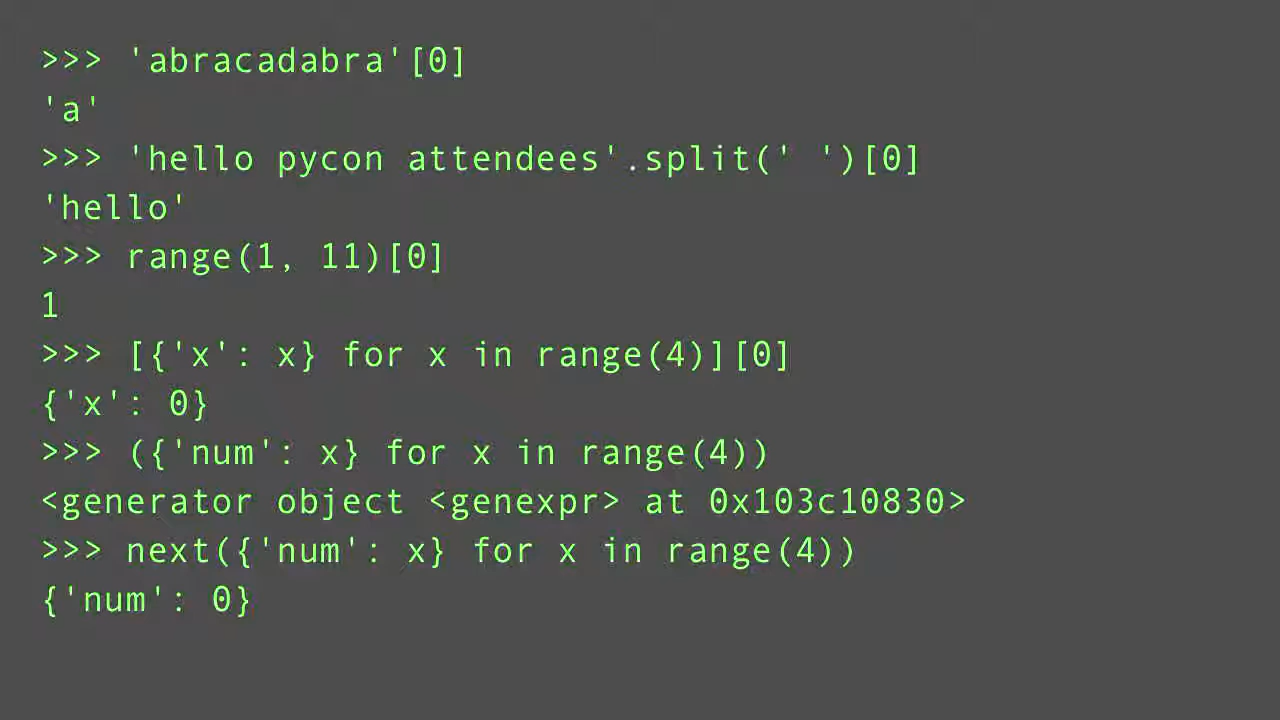 >>> 'abracadabra'[0]
'a'
>>> 'hello pycon attendees'.split(' ')[0]
'hello'
>>> range(1, 11)[0]
1
>>> [{'x': x} for x in range(4)][0]
{'x': 0}
>>> ({'num': x} for x in range(4))
<generator object <genexpr> at 0x103c10830>
>>> next({'num': x} for x in range(4))
{'num': 0}